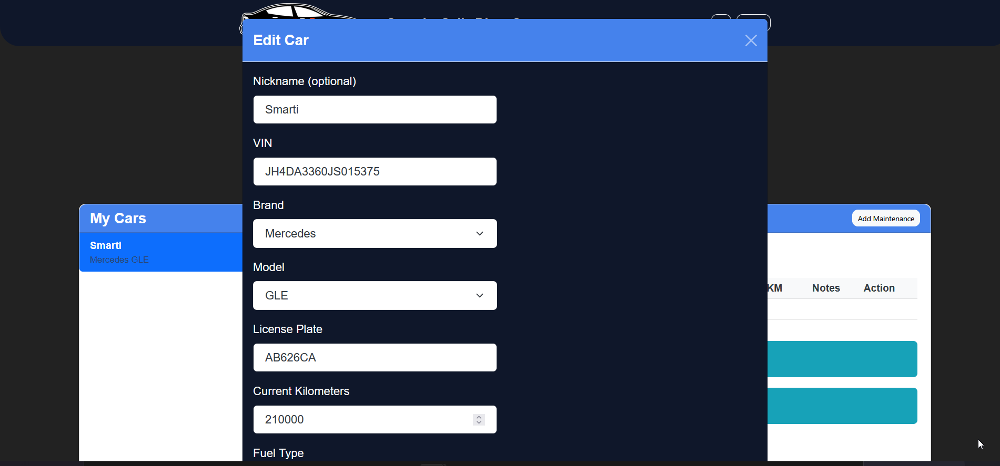 Edit Car
Nickname (optional)
Smarti
VIN
JH4DA3360JS015375
Brand
Mercedes
Model
GLE
License Plate
AB626CA
Current Kilometers
210000
Fuel Type
My Cars
Smarti
Mercedes GLE
Add Maintenance
KM Notes Action